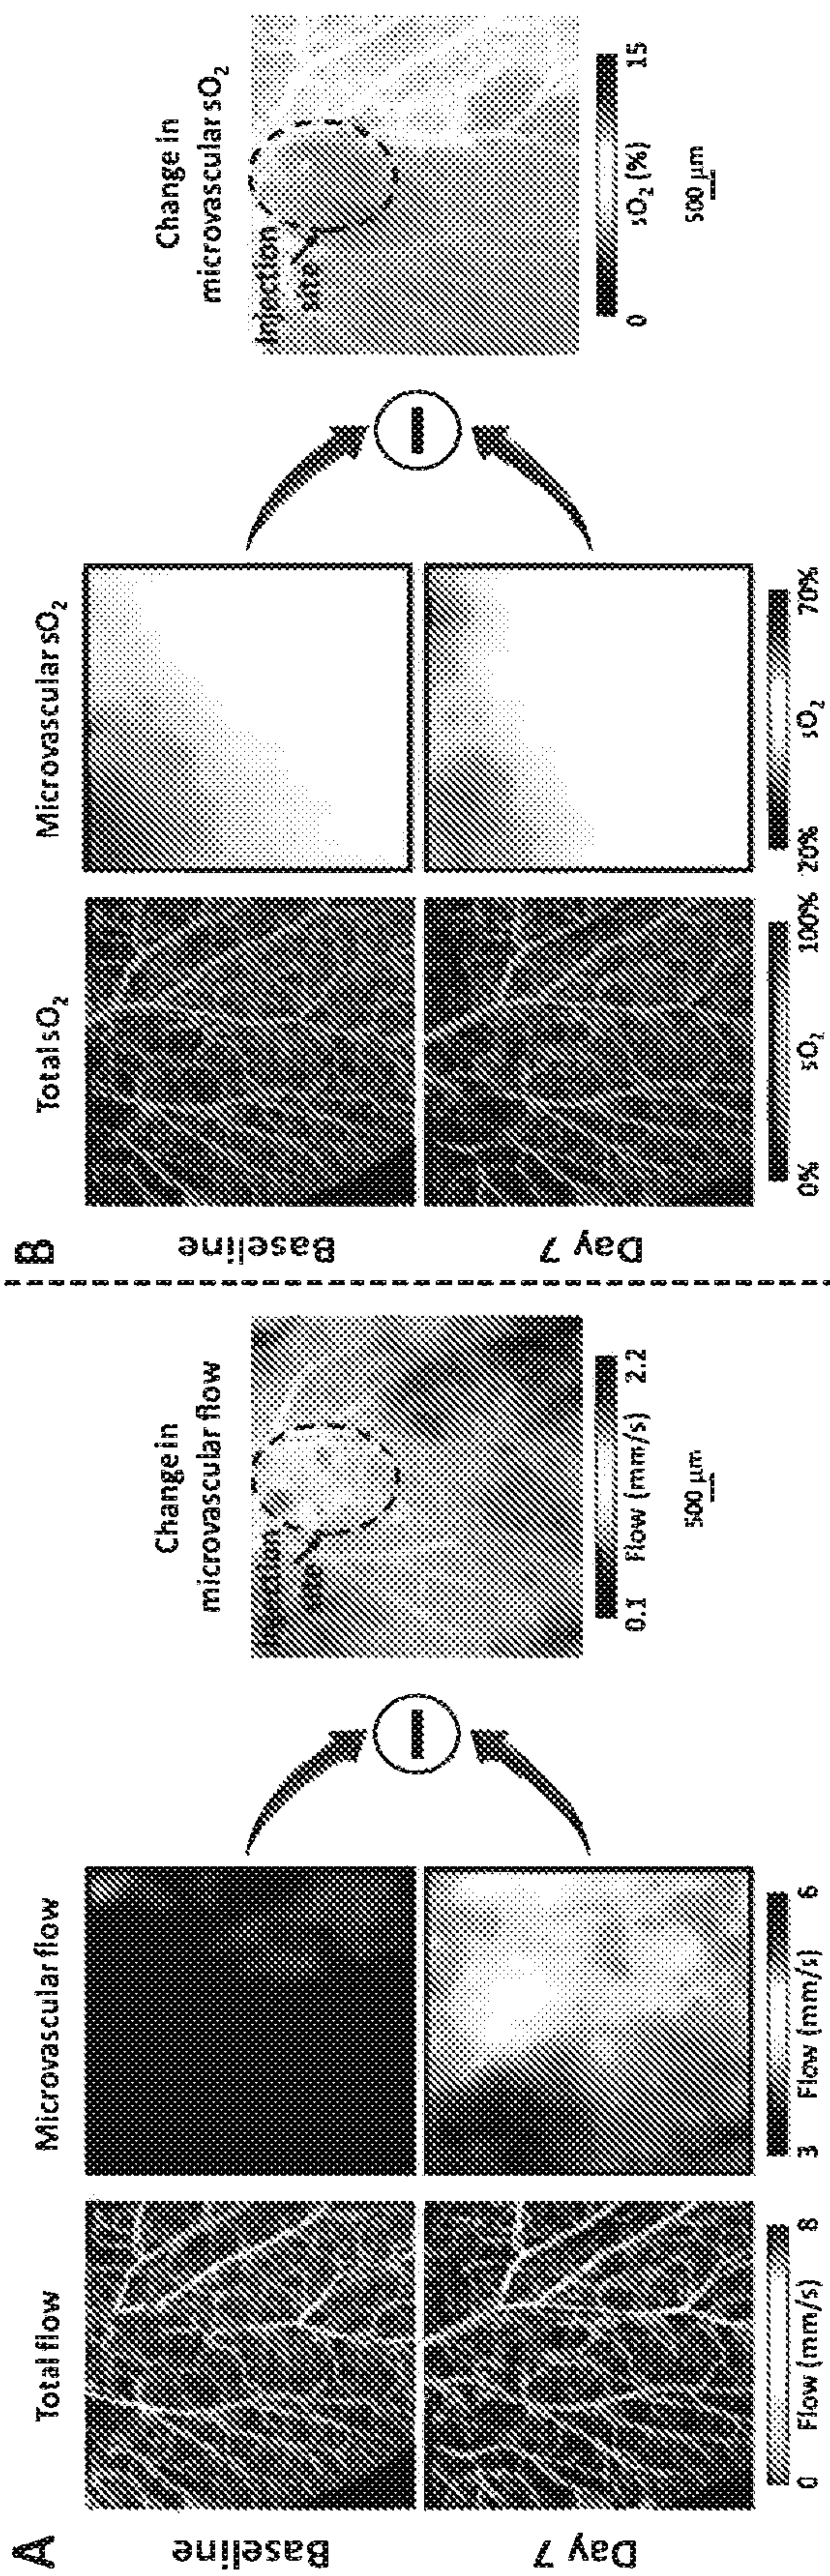 A
Total flow
Microvascular flow
Change in
microvascular flow
Baseline
Day 7
Injection
site
0 Flow (mm/s) 8
3 Flow (mm/s) 6
0.1 Flow (mm/s) 2.2
500 μm
B
Total sO₂
Microvascular sO₂
Change in
microvascular sO₂
Baseline
Day 7
Injection
site
0% sO₂ 100%
20% sO₂ 70%
0 sO₂ (%) 15
500 μm